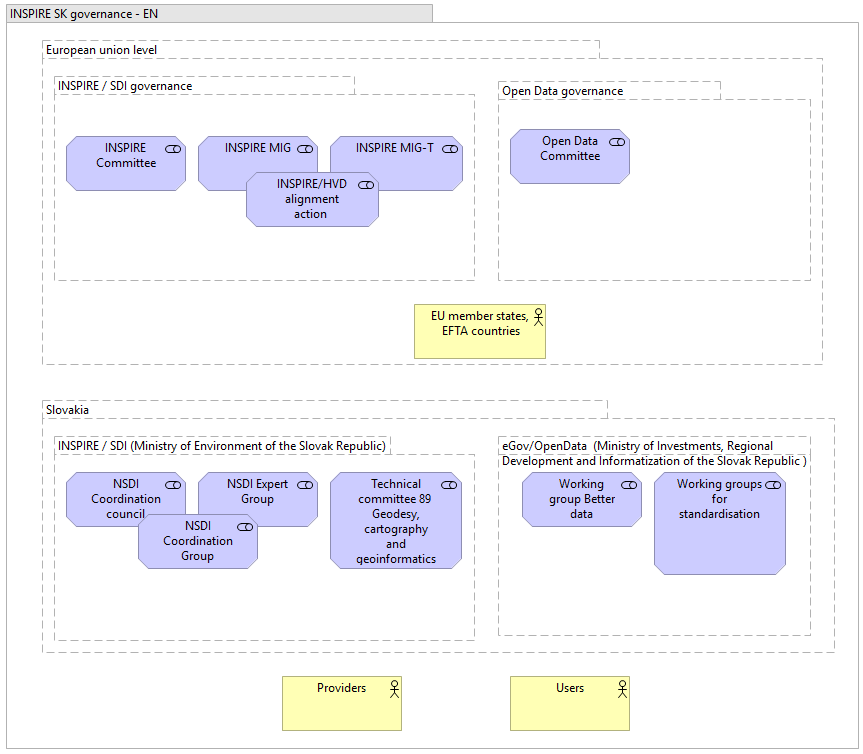 INSPIRE SK governance - EN
European union level
INSPIRE / SDI governance
INSPIRE
Committee
INSPIRE MIG
INSPIRE MIG-T
INSPIRE/HVD
alignment
action
Open Data governance
Open Data
Committee
EU member states,
EFTA countries
Slovakia
INSPIRE / SDI (Ministry of Environment of the Slovak Republic)
NSDI
Coordination
council
NSDI Expert
Group
NSDI
Coordination
Group
Technical
committee 89
Geodesy,
cartography
and
geoinformatics
eGov/OpenData (Ministry of Investments, Regional
Development and Informatization of the Slovak Republic )
Working
group Better
data
Working groups
for
standardisation
Providers
Users